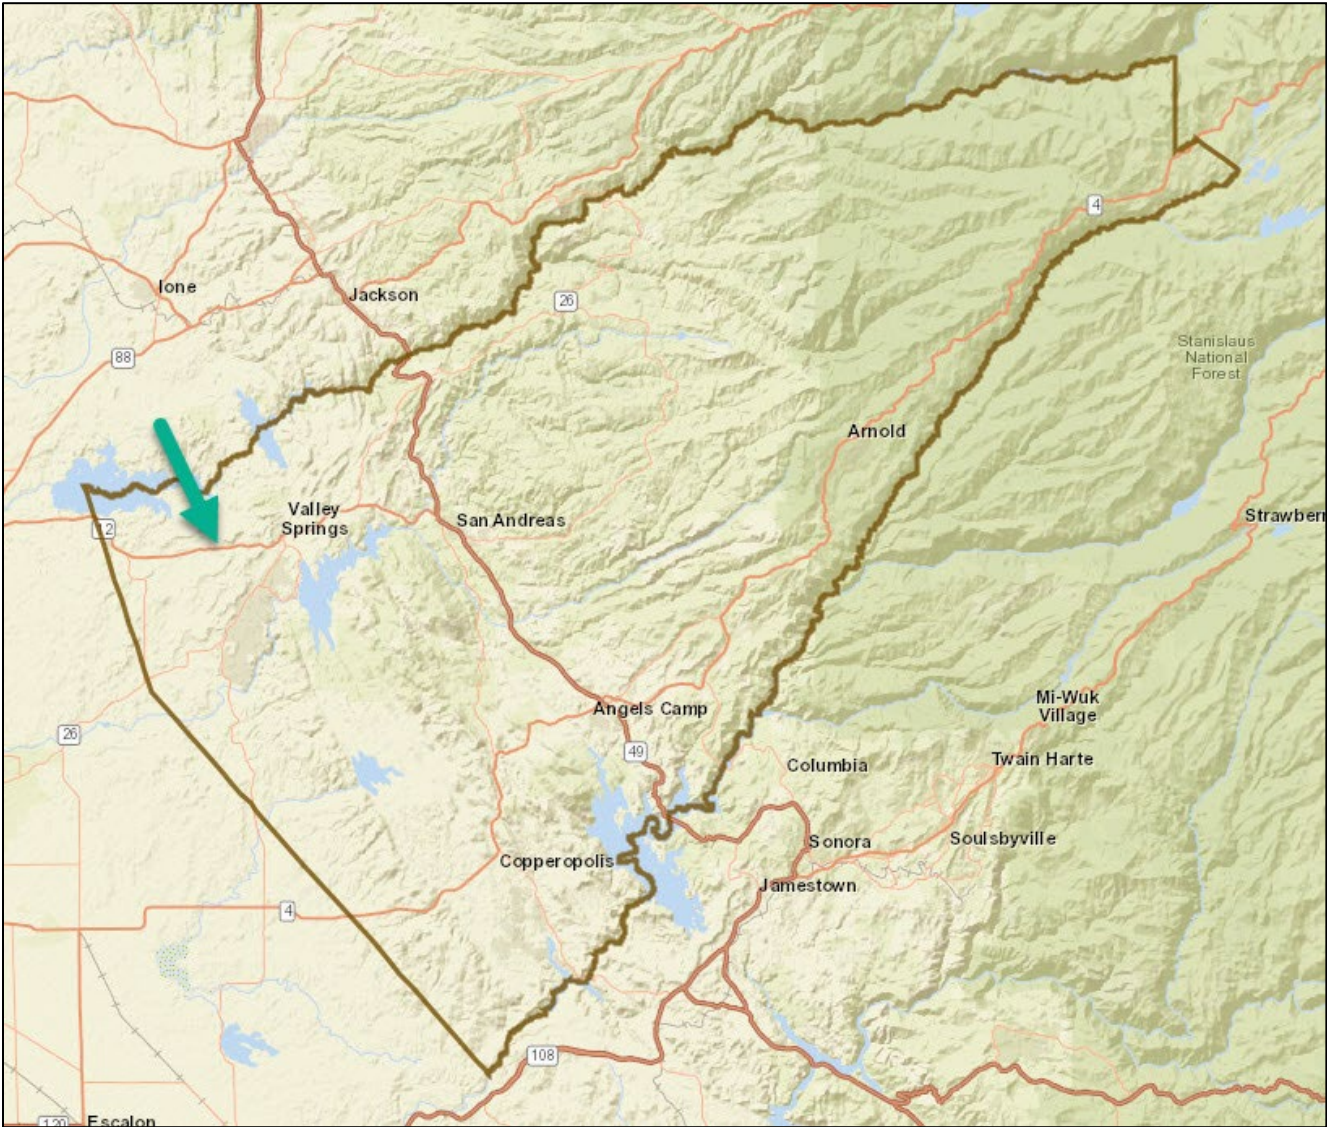 4
Ione
Jackson
26
88
Stanislaus
National
Forest
Arnold
Valley
Springs
San Andreas
12
Strawberr
Mi-Wuk
Village
Angels Camp
26
49
Columbia
Twain Harte
Sonora
Soulsbyville
Copperopolis
Jamestown
4
108
120
Escalon